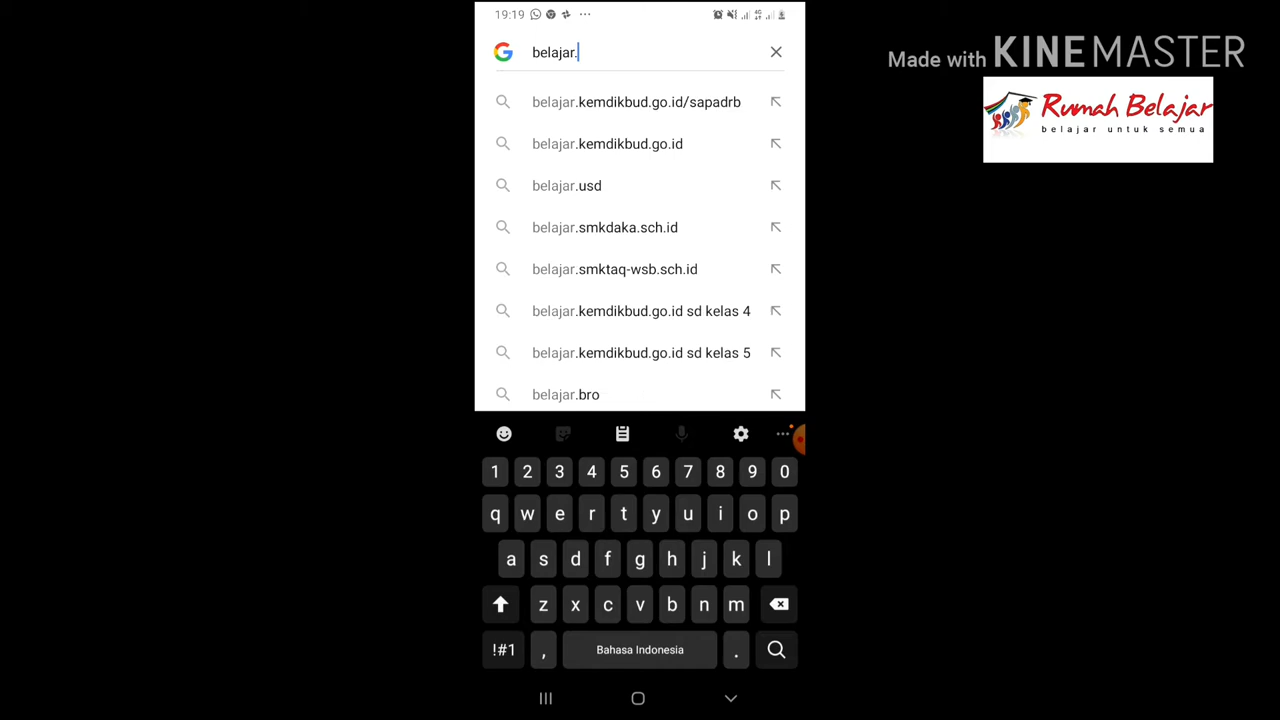 19:19
belajar.
belajar.kemdikbud.go.id/sapadrb
belajar.kemdikbud.go.id
belajar.usd
belajar.smkdaka.sch.id
belajar.smktaq-wsb.sch.id
belajar.kemdikbud.go.id sd kelas 4
belajar.kemdikbud.go.id sd kelas 5
belajar.bro
1 2 3 4 5 6 7 8 9 0
q w e r t y u i o p
a s d f g h j k l
z x c v b n m
!#1 , Bahasa Indonesia .
Made with KINEMASTER
Rumah Belajar
belajar untuk semua